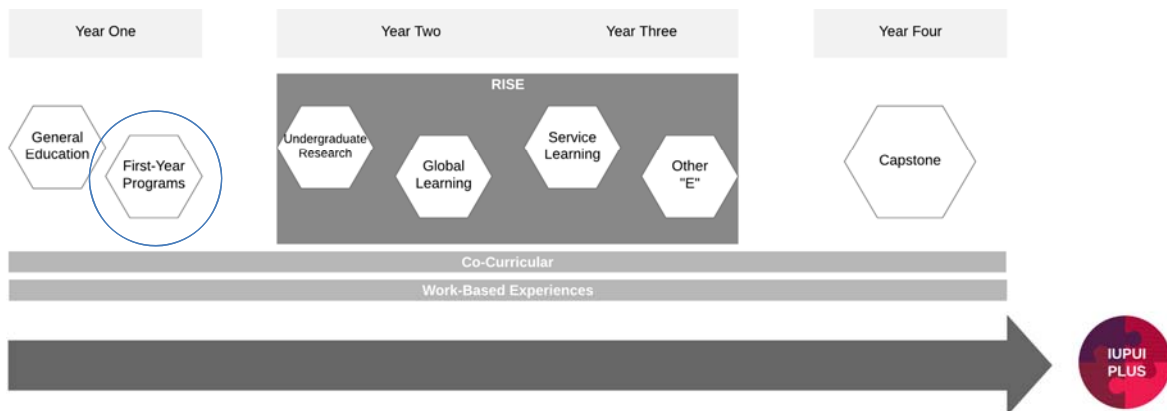 Year One
Year Two
Year Three
Year Four
RISE
General
Education
First-Year
Programs
Undergraduate
Research
Global
Learning
Service
Learning
Other
"E"
Capstone
Co-Curricular
Work-Based Experiences
IUPUI
PLUS